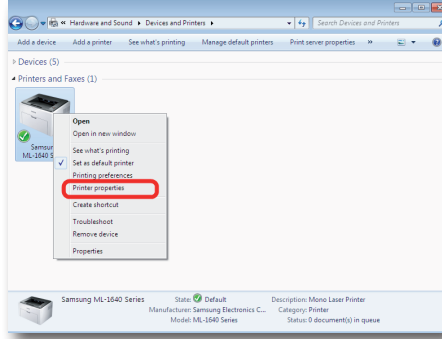 « Hardware and Sound ▸ Devices and Printers ▸
Search Devices and Printers
Add a device Add a printer See what's printing Manage default printers Print server properties »
Devices (5)
Printers and Faxes (1)
Samsun
ML-1640 S
Open
Open in new window
See what's printing
Set as default printer
Printing preferences
Printer properties
Create shortcut
Troubleshoot
Remove device
Properties
Samsung ML-1640 Series State: Default Description: Mono Laser Printer
Manufacturer: Samsung Electronics C... Category: Printer
Model: ML-1640 Series Status: 0 document(s) in queue